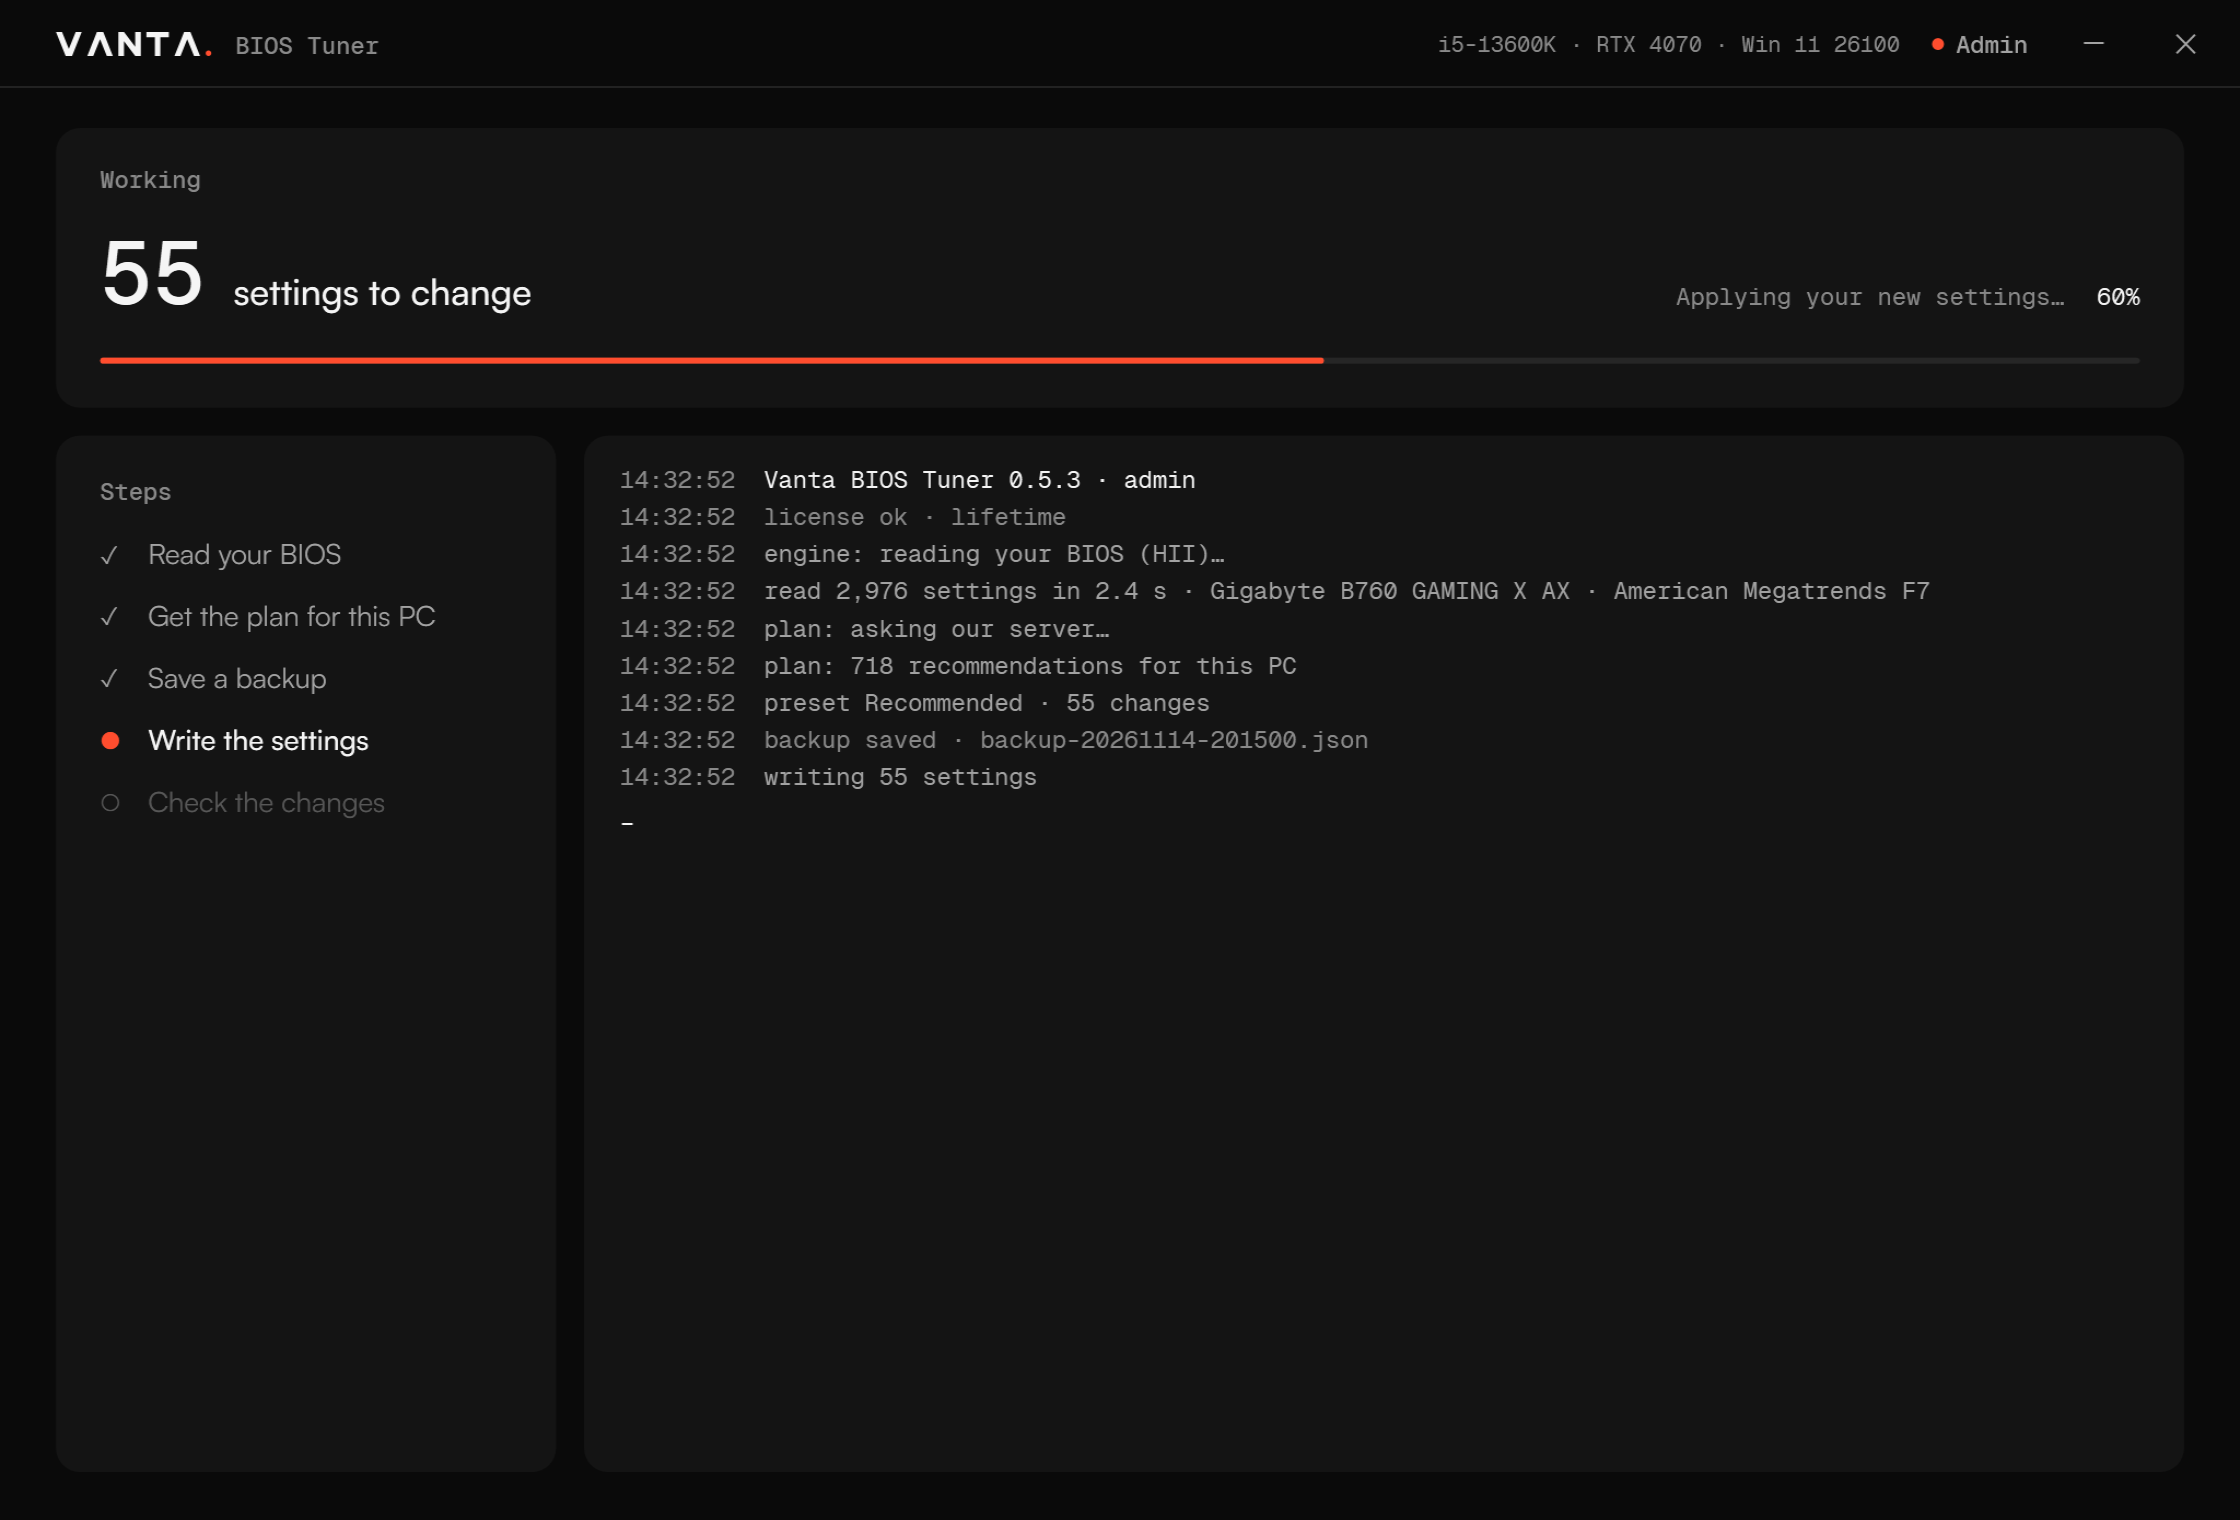 VANTA. BIOS Tuner
i5-13600K · RTX 4070 · Win 11 26100 Admin
Working
55 settings to change
Applying your new settings… 60%
Steps
Read your BIOS
Get the plan for this PC
Save a backup
Write the settings
Check the changes
14:32:52 Vanta BIOS Tuner 0.5.3 · admin
14:32:52 license ok · lifetime
14:32:52 engine: reading your BIOS (HII)…
14:32:52 read 2,976 settings in 2.4 s · Gigabyte B760 GAMING X AX · American Megatrends F7
14:32:52 plan: asking our server…
14:32:52 plan: 718 recommendations for this PC
14:32:52 preset Recommended · 55 changes
14:32:52 backup saved · backup-20261114-201500.json
14:32:52 writing 55 settings